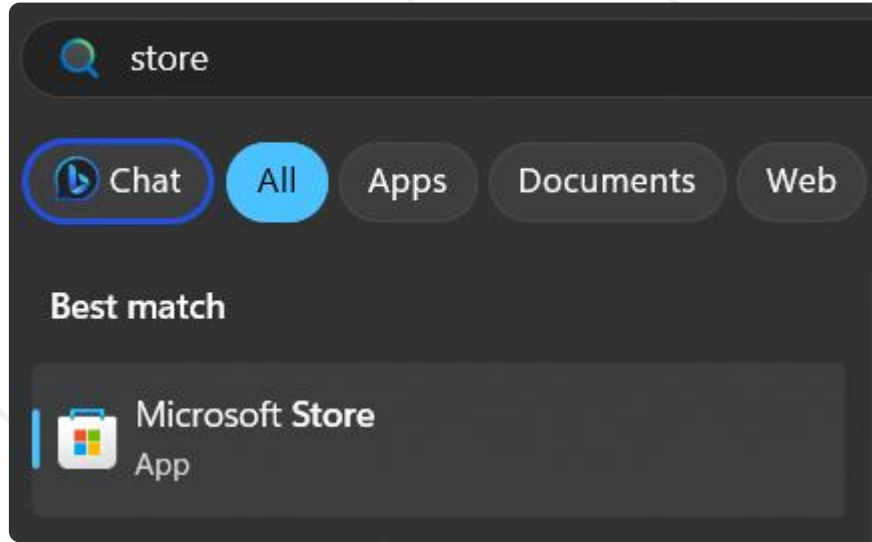 store
Chat All Apps Documents Web
Best match
Microsoft Store
App